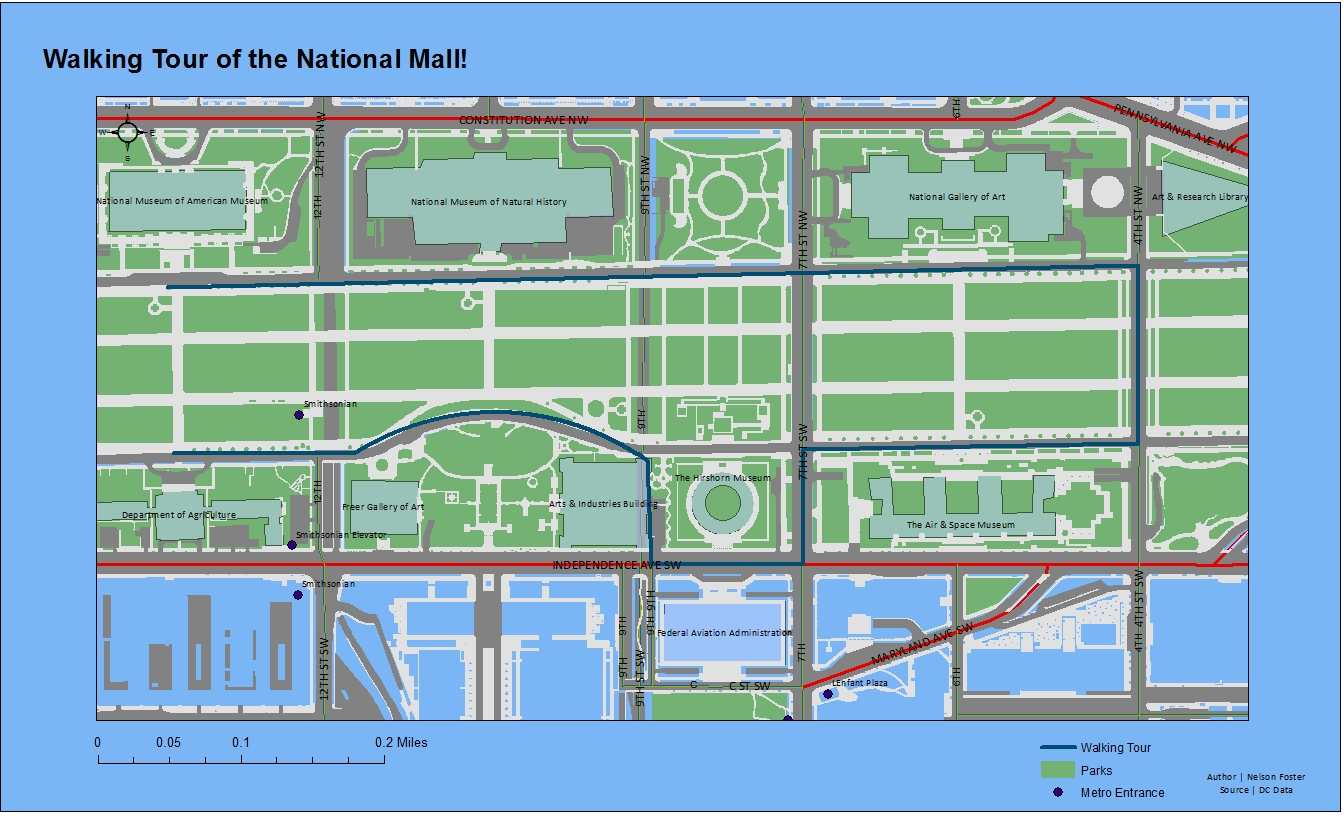 Walking Tour of the National Mall!
N
W E
S
CONSTITUTION AVE NW
6TH
PENNSYLVANIA AVE NW
12TH ST NW
12TH
9TH ST NW
7TH ST NW
4TH ST NW
National Museum of American Museum
National Museum of Natural History
National Gallery of Art
Art & Research Library
Smithsonian
9TH
7TH ST SW
The Hirshorn Museum
12TH
Freer Gallery of Art
Arts & Industries Building
Department of Agriculture
The Air & Space Museum
Smithsonian Elevator
INDEPENDENCE AVE SW
Smithsonian
9TH
9TH
9TH
9TH
9TH ST SW
12TH ST SW
Federal Aviation Administration
7TH
MARYLAND AVE SW
6TH
4TH
4TH ST SW
C
C ST SW
LEnfant Plaza
0 0.05 0.1 0.2 Miles
Walking Tour
Parks
Metro Entrance
Author | Nelson Foster
Source | DC Data